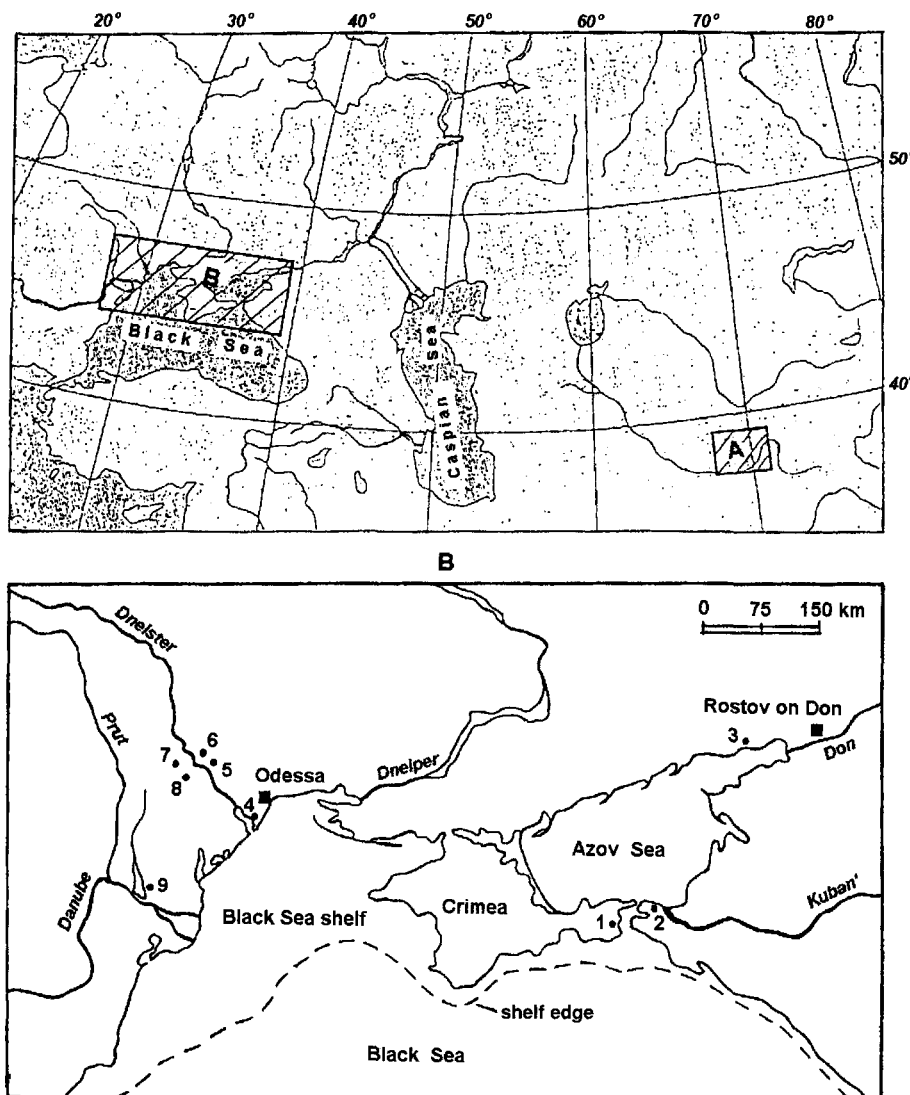 20° 30° 40° 50° 60° 70° 80°
50°
B
Black Sea
Caspian Sea
40°
A
B
0 75 150 km
Dneister
Prut
Rostov on Don
3
Don
6
7
5
8
Odessa
Dneiper
4
Azov Sea
9
Danube
Black Sea shelf
Crimea
Kuban'
1
2
shelf edge
Black Sea